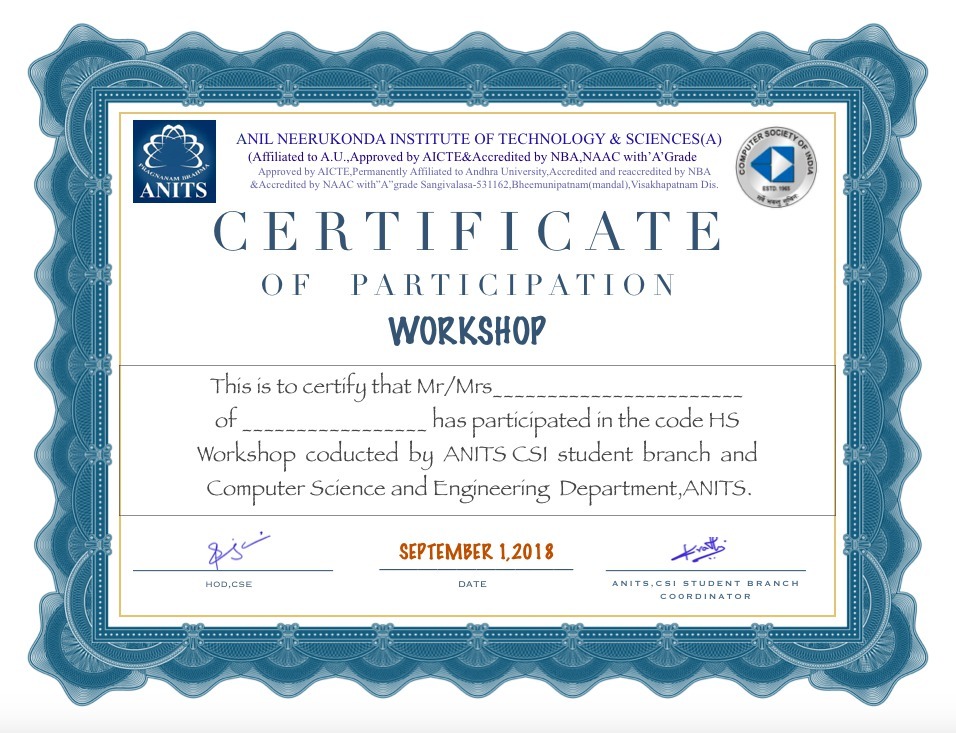 PRAGNANAM BRAHMA
ANITS
ANIL NEERUKONDA INSTITUTE OF TECHNOLOGY & SCIENCES(A)
(Affiliated to A.U.,Approved by AICTE&Accredited by NBA,NAAC with'A'Grade
Approved by AICTE,Permanently Affiliated to Andhra University,Accredited and reaccredited by NBA
&Accredited by NAAC with"A"grade Sangivalasa-531162,Bheemunipatnam(mandal),Visakhapatnam Dis.
COMPUTER SOCIETY OF INDIA
ESTD. 1965
CERTIFICATE
OF PARTICIPATION
WORKSHOP
This is to certify that Mr/Mrs_______________________
of _________________ has participated in the code HS
Workshop coducted by ANITS CSI student branch and
Computer Science and Engineering Department,ANITS.
SEPTEMBER 1,2018
HOD,CSE
DATE
ANITS,CSI STUDENT BRANCH
COORDINATOR